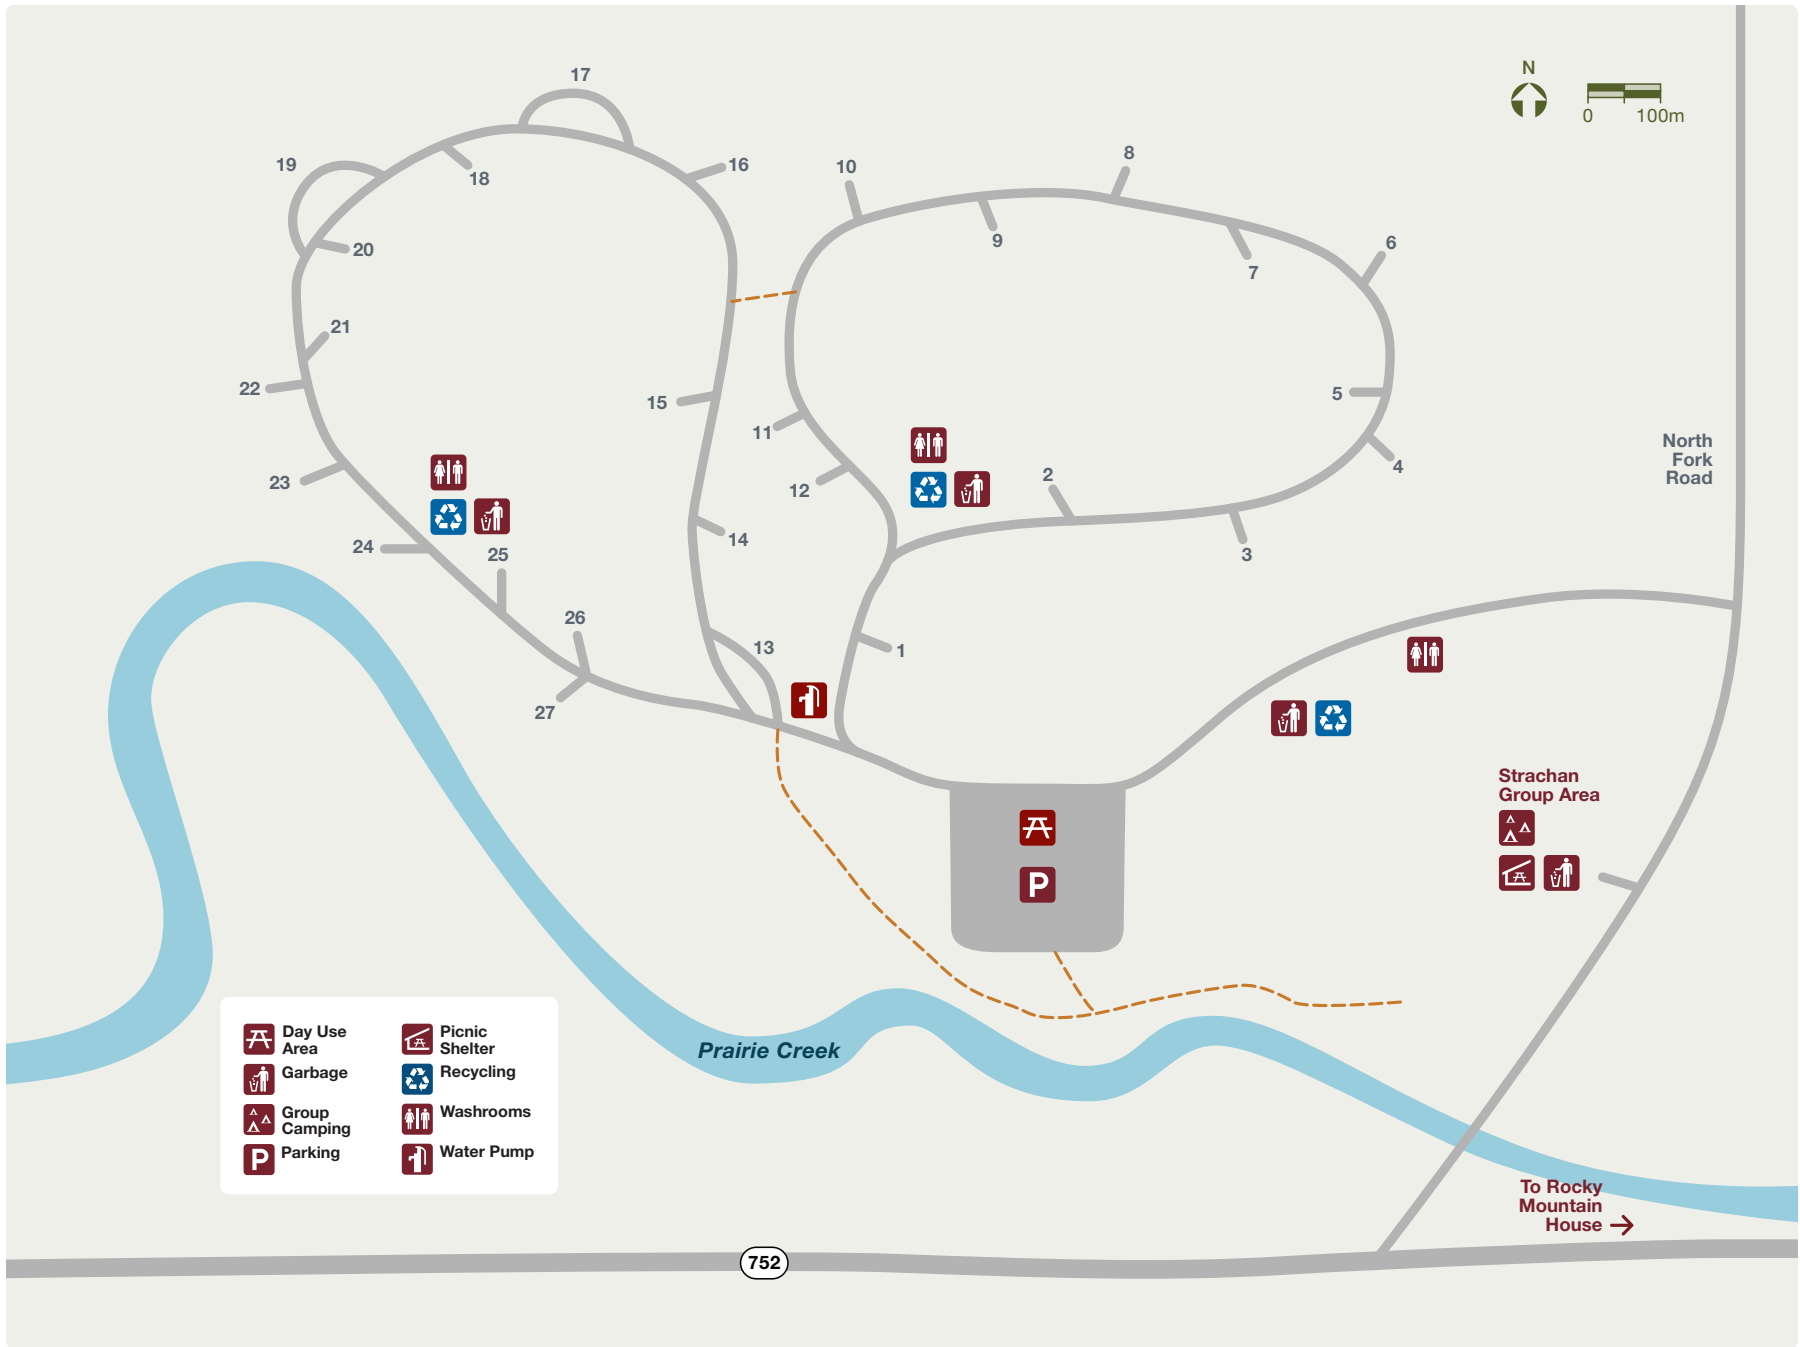 17
N
0 100m
19
18
16
10
8
20
9
6
7
21
22
15
5
11
4
North
Fork
Road
23
12
2
24
25
14
3
26
13
1
27
Strachan
Group Area
P
Prairie Creek
Day Use
Area
Garbage
Group
Camping
P Parking
Picnic
Shelter
Recycling
Washrooms
Water Pump
To Rocky
Mountain
House
752